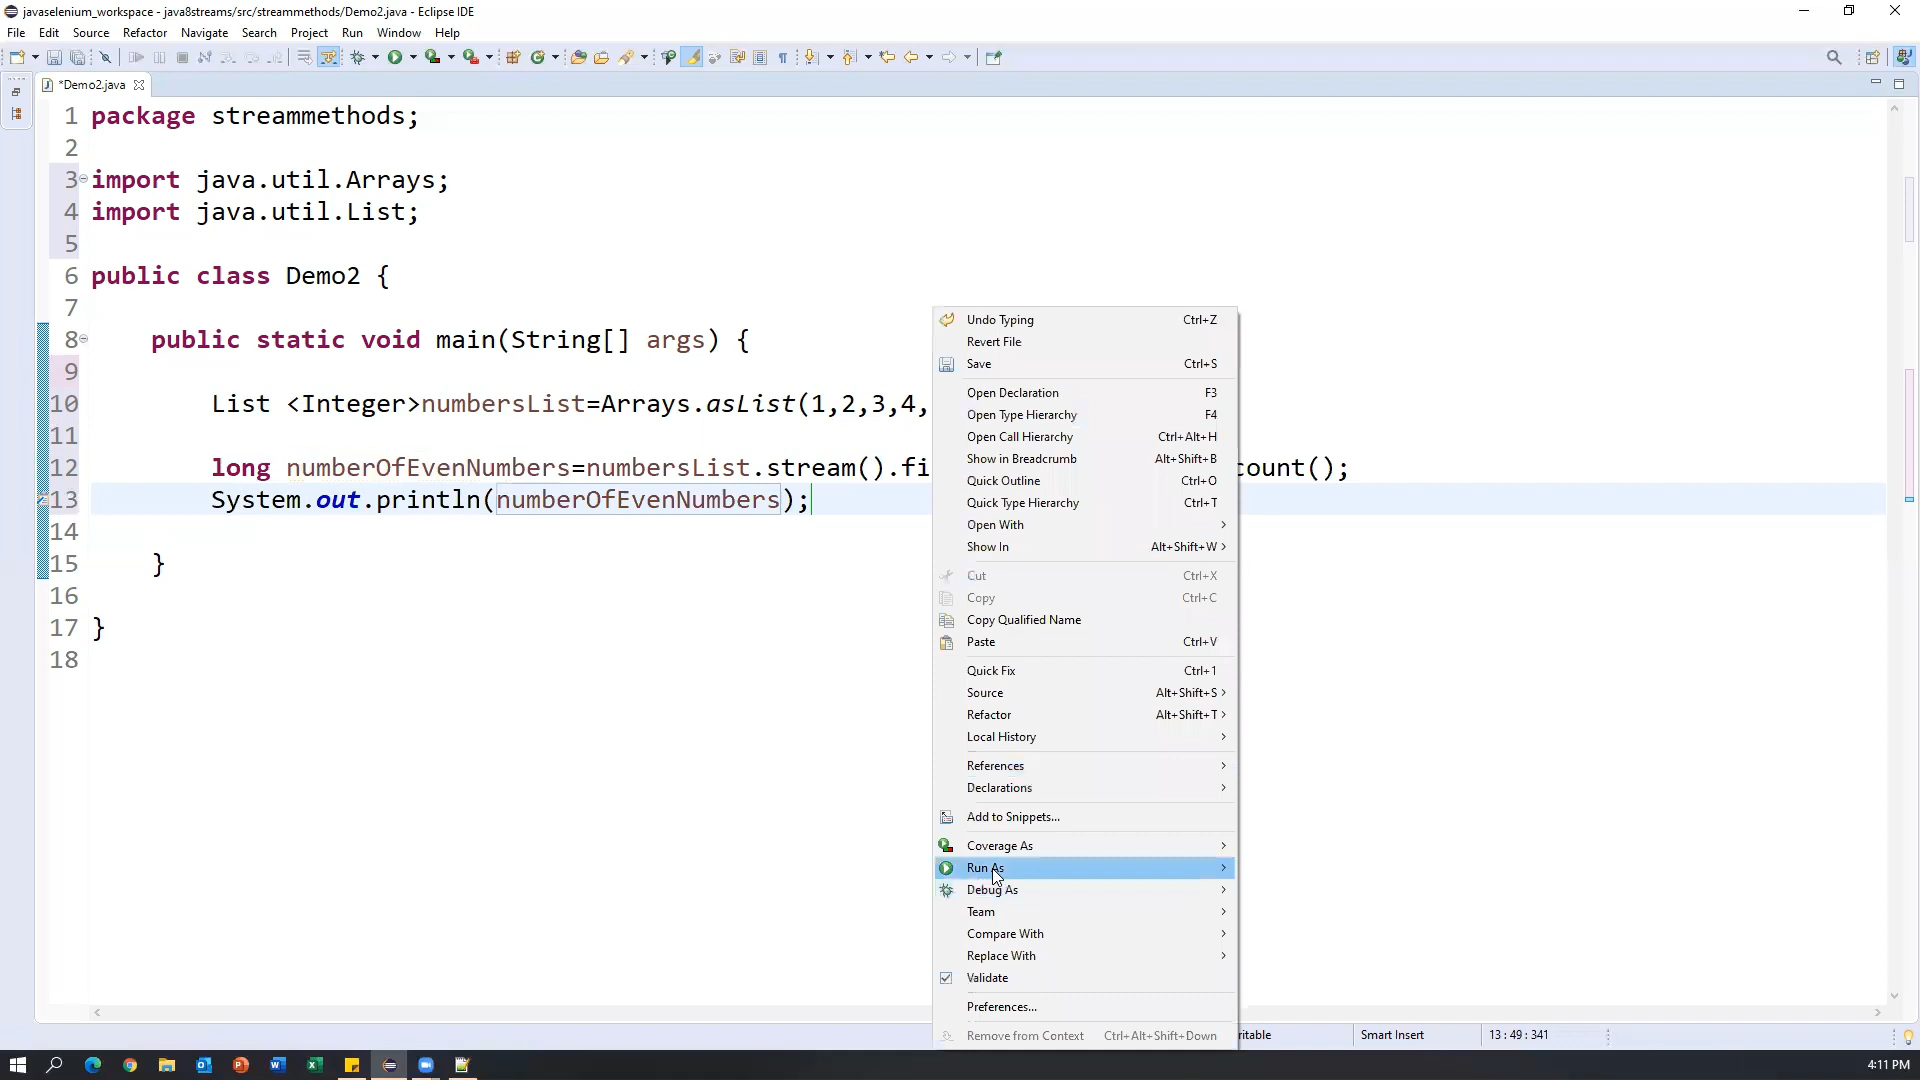 javaselenium_workspace - java8streams/src/streammethods/Demo2.java - Eclipse IDE
File Edit Source Refactor Navigate Search Project Run Window Help
*Demo2.java
1 package streammethods;
2
3 import java.util.Arrays;
4 import java.util.List;
5
6 public class Demo2 {
7
8 public static void main(String[] args) {
9
10 List <Integer>numbersList=Arrays.asList(1,2,3,4,
11
12 long numberOfEvenNumbers=numbersList.stream().fi count();
13 System.out.println(numberOfEvenNumbers);
14
15 }
16
17 }
18
Undo Typing Ctrl+Z
Revert File
Save Ctrl+S
Open Declaration F3
Open Type Hierarchy F4
Open Call Hierarchy Ctrl+Alt+H
Show in Breadcrumb Alt+Shift+B
Quick Outline Ctrl+O
Quick Type Hierarchy Ctrl+T
Open With
Show In Alt+Shift+W
Cut Ctrl+X
Copy Ctrl+C
Copy Qualified Name
Paste Ctrl+V
Quick Fix Ctrl+1
Source Alt+Shift+S
Refactor Alt+Shift+T
Local History
References
Declarations
Add to Snippets...
Coverage As
Run As
Debug As
Team
Compare With
Replace With
Validate
Preferences...
Remove from Context Ctrl+Alt+Shift+Down
ritable Smart Insert 13 : 49 : 341
4:11 PM